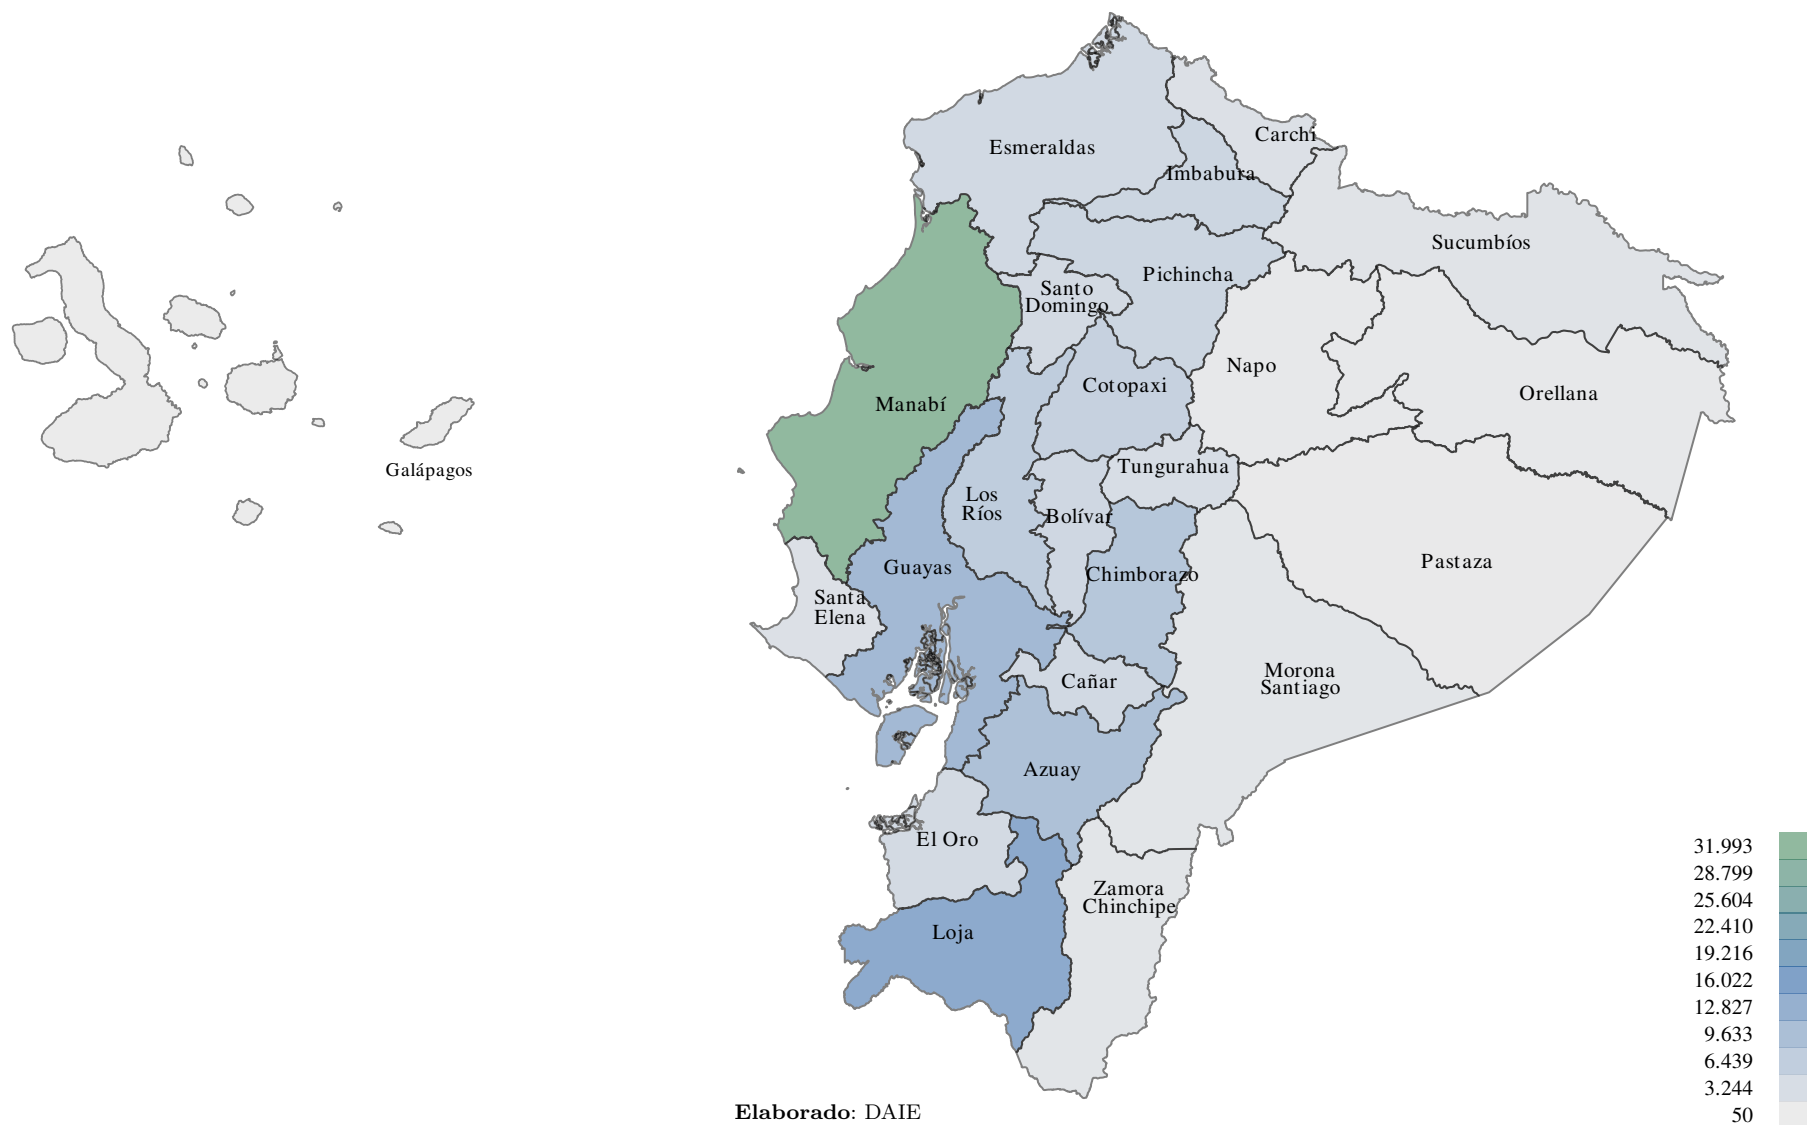 Carchi
Esmeraldas
Imbabura
Sucumbíos
Pichincha
Santo
Domingo
Napo
Cotopaxi
Orellana
Manabí
Galápagos
Tungurahua
Los
Ríos
Bolívar
Pastaza
Guayas
Chimborazo
Santa
Elena
Morona
Santiago
Cañar
Azuay
El Oro
Zamora
Chinchipe
Loja
31.993
28.799
25.604
22.410
19.216
16.022
12.827
9.633
6.439
3.244
50
Elaborado: DAIE